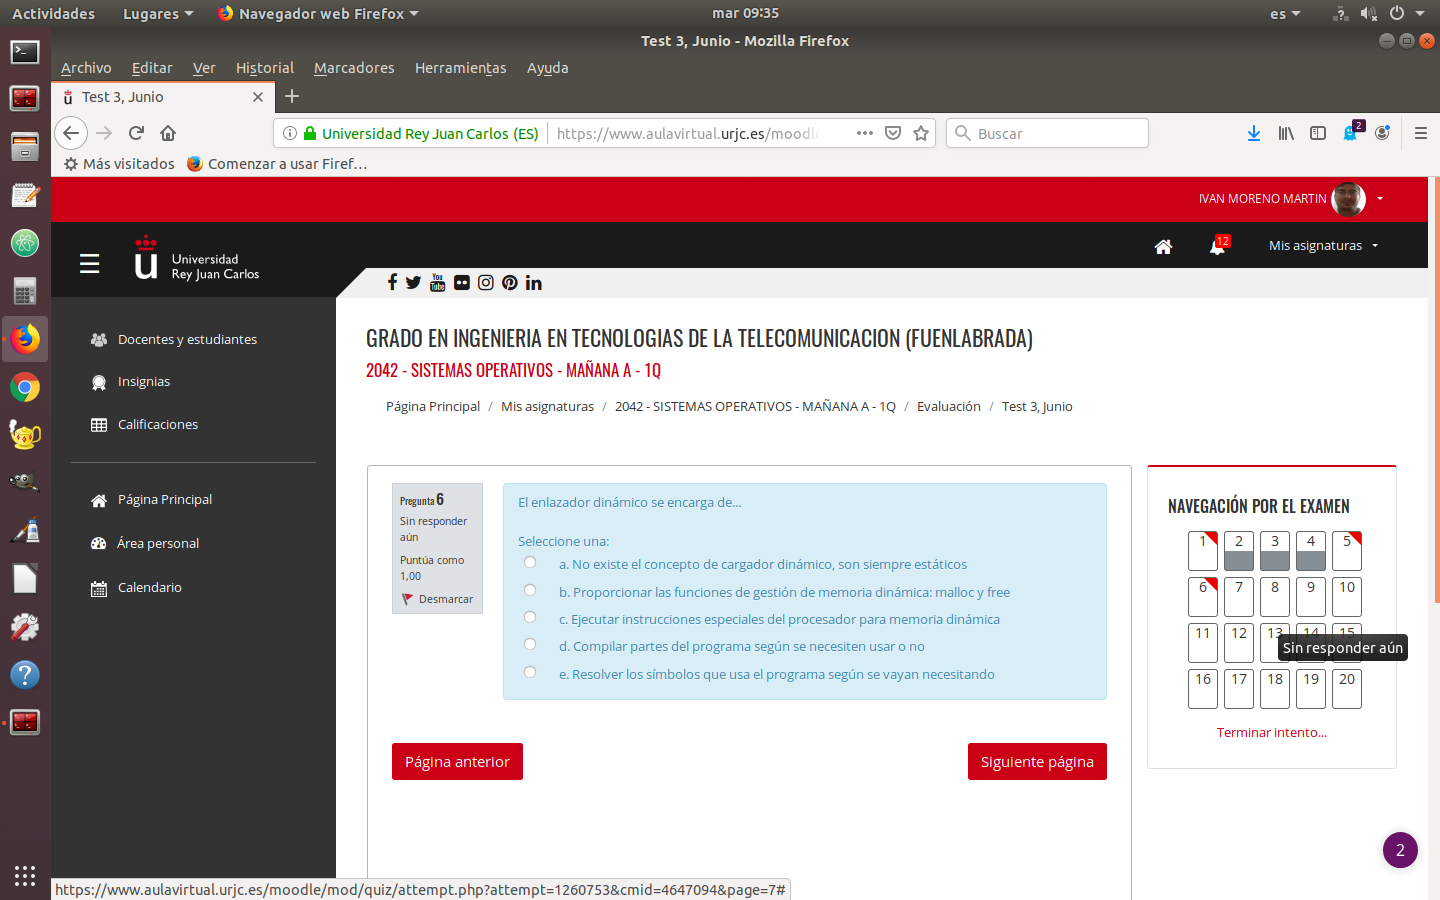 Actividades Lugares Navegador web Firefox mar 09:35 es
Test 3, Junio - Mozilla Firefox
Archivo Editar Ver Historial Marcadores Herramientas Ayuda
Test 3, Junio
Universidad Rey Juan Carlos (ES) https://www.aulavirtual.urjc.es/moodle Buscar 2
Más visitados Comenzar a usar Firef…
IVAN MORENO MARTIN
Universidad
Rey Juan Carlos
12 Mis asignaturas
You
Tube
Docentes y estudiantes
Insignias
Calificaciones
Página Principal
Área personal
Calendario
GRADO EN INGENIERIA EN TECNOLOGIAS DE LA TELECOMUNICACION (FUENLABRADA)
2042 - SISTEMAS OPERATIVOS - MAÑANA A - 1Q
Página Principal / Mis asignaturas / 2042 - SISTEMAS OPERATIVOS - MAÑANA A - 1Q / Evaluación / Test 3, Junio
Pregunta 6
Sin responder
aún
Puntúa como
1,00
Desmarcar
El enlazador dinámico se encarga de...
Seleccione una:
a. No existe el concepto de cargador dinámico, son siempre estáticos
b. Proporcionar las funciones de gestión de memoria dinámica: malloc y free
c. Ejecutar instrucciones especiales del procesador para memoria dinámica
d. Compilar partes del programa según se necesiten usar o no
e. Resolver los símbolos que usa el programa según se vayan necesitando
Página anterior Siguiente página
NAVEGACIÓN POR EL EXAMEN
1 2 3 4 5
6 7 8 9 10
11 12 13 14 15
Sin responder aún
16 17 18 19 20
Terminar intento...
2
https://www.aulavirtual.urjc.es/moodle/mod/quiz/attempt.php?attempt=1260753&cmid=4647094&page=7#